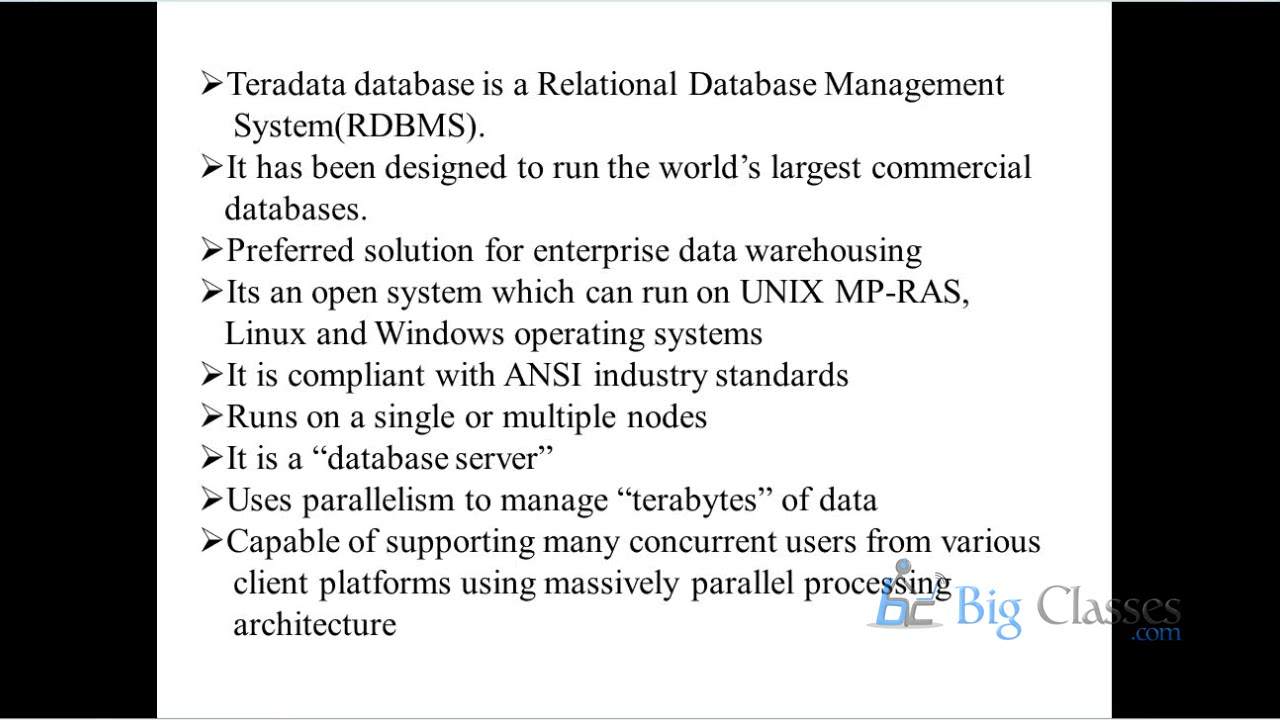 ➢Teradata database is a Relational Database Management
System(RDBMS).
➢It has been designed to run the world’s largest commercial
databases.
➢Preferred solution for enterprise data warehousing
➢Its an open system which can run on UNIX MP-RAS,
Linux and Windows operating systems
➢It is compliant with ANSI industry standards
➢Runs on a single or multiple nodes
➢It is a “database server”
➢Uses parallelism to manage “terabytes” of data
➢Capable of supporting many concurrent users from various
client platforms using massively parallel processing
architecture
bc Big Classes
.com